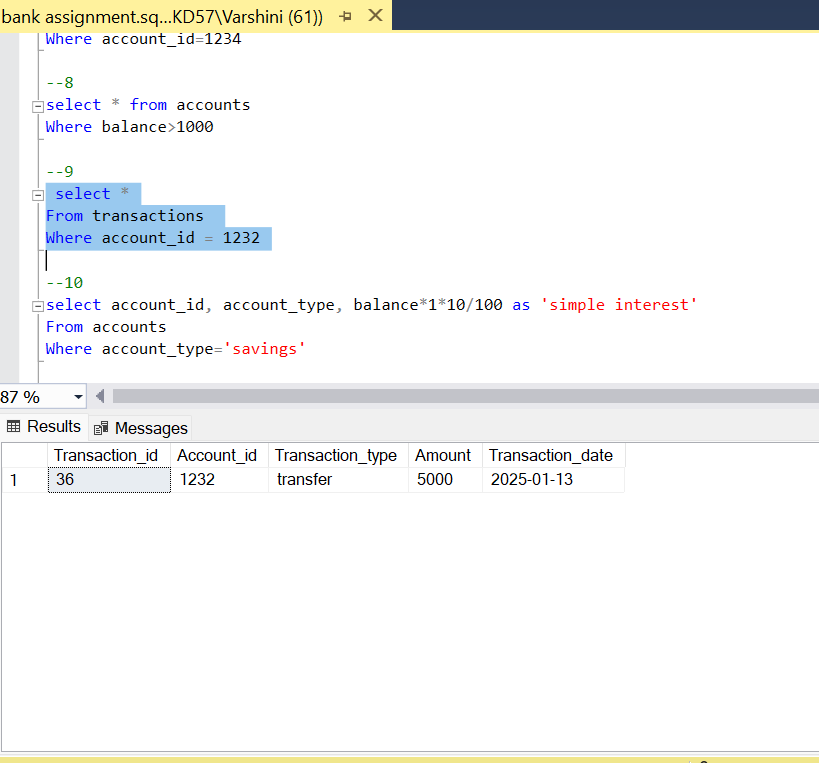 bank assignment.sq...KD57\Varshini (61))
Where account_id=1234
--8
select * from accounts
Where balance>1000
--9
select *
From transactions
Where account_id = 1232
--10
select account_id, account_type, balance*1*10/100 as 'simple interest'
From accounts
Where account_type='savings'
87 %
Results Messages
Transaction_id Account_id Transaction_type Amount Transaction_date
1 36 1232 transfer 5000 2025-01-13